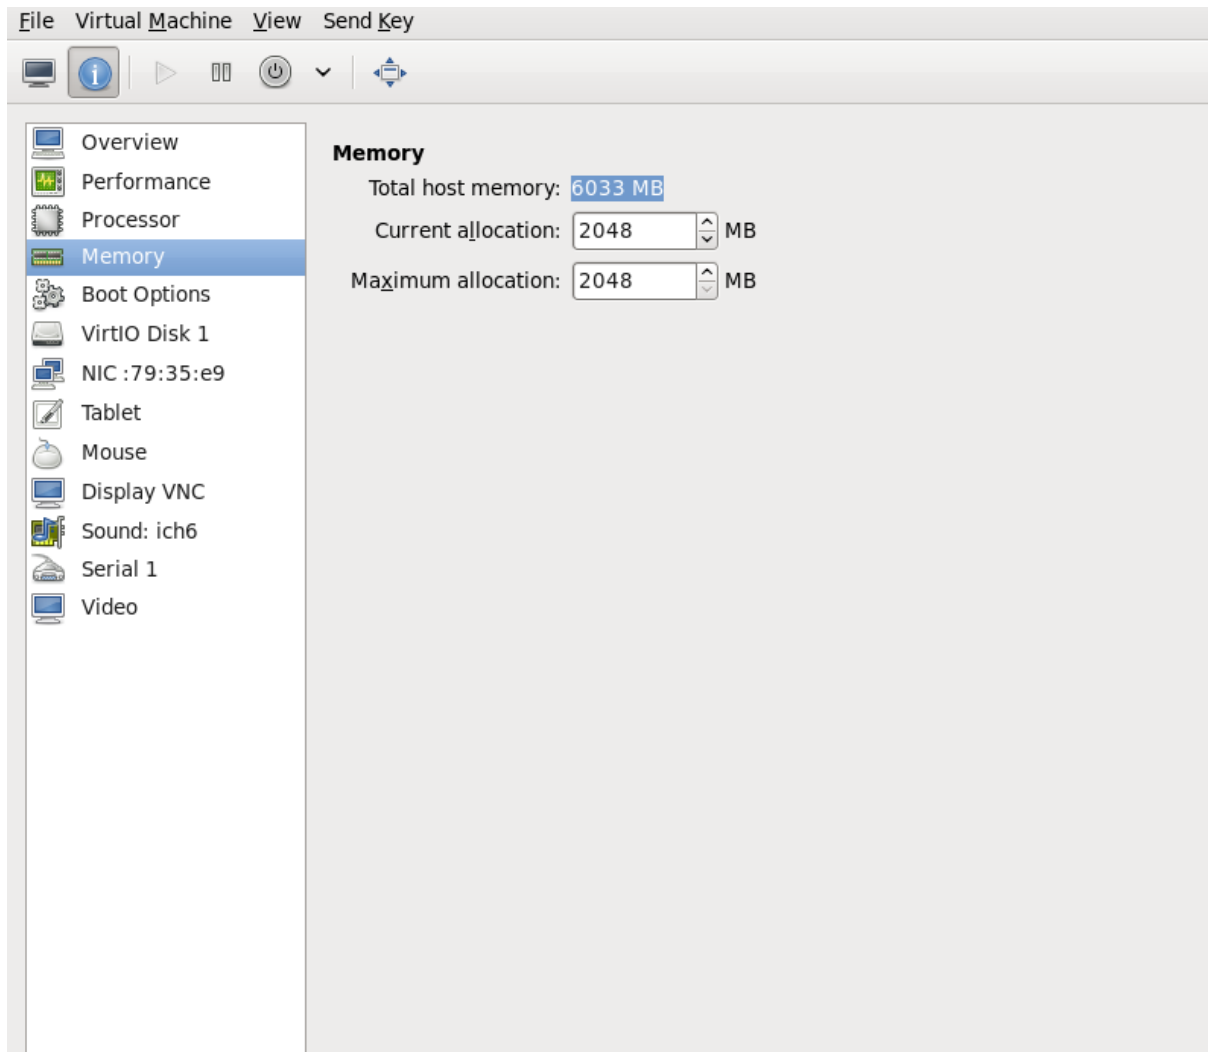 File Virtual Machine View Send Key
Overview
Performance
Processor
Memory
Boot Options
VirtIO Disk 1
NIC :79:35:e9
Tablet
Mouse
Display VNC
Sound: ich6
Serial 1
Video
Memory
Total host memory: 6033 MB
Current allocation: 2048 MB
Maximum allocation: 2048 MB